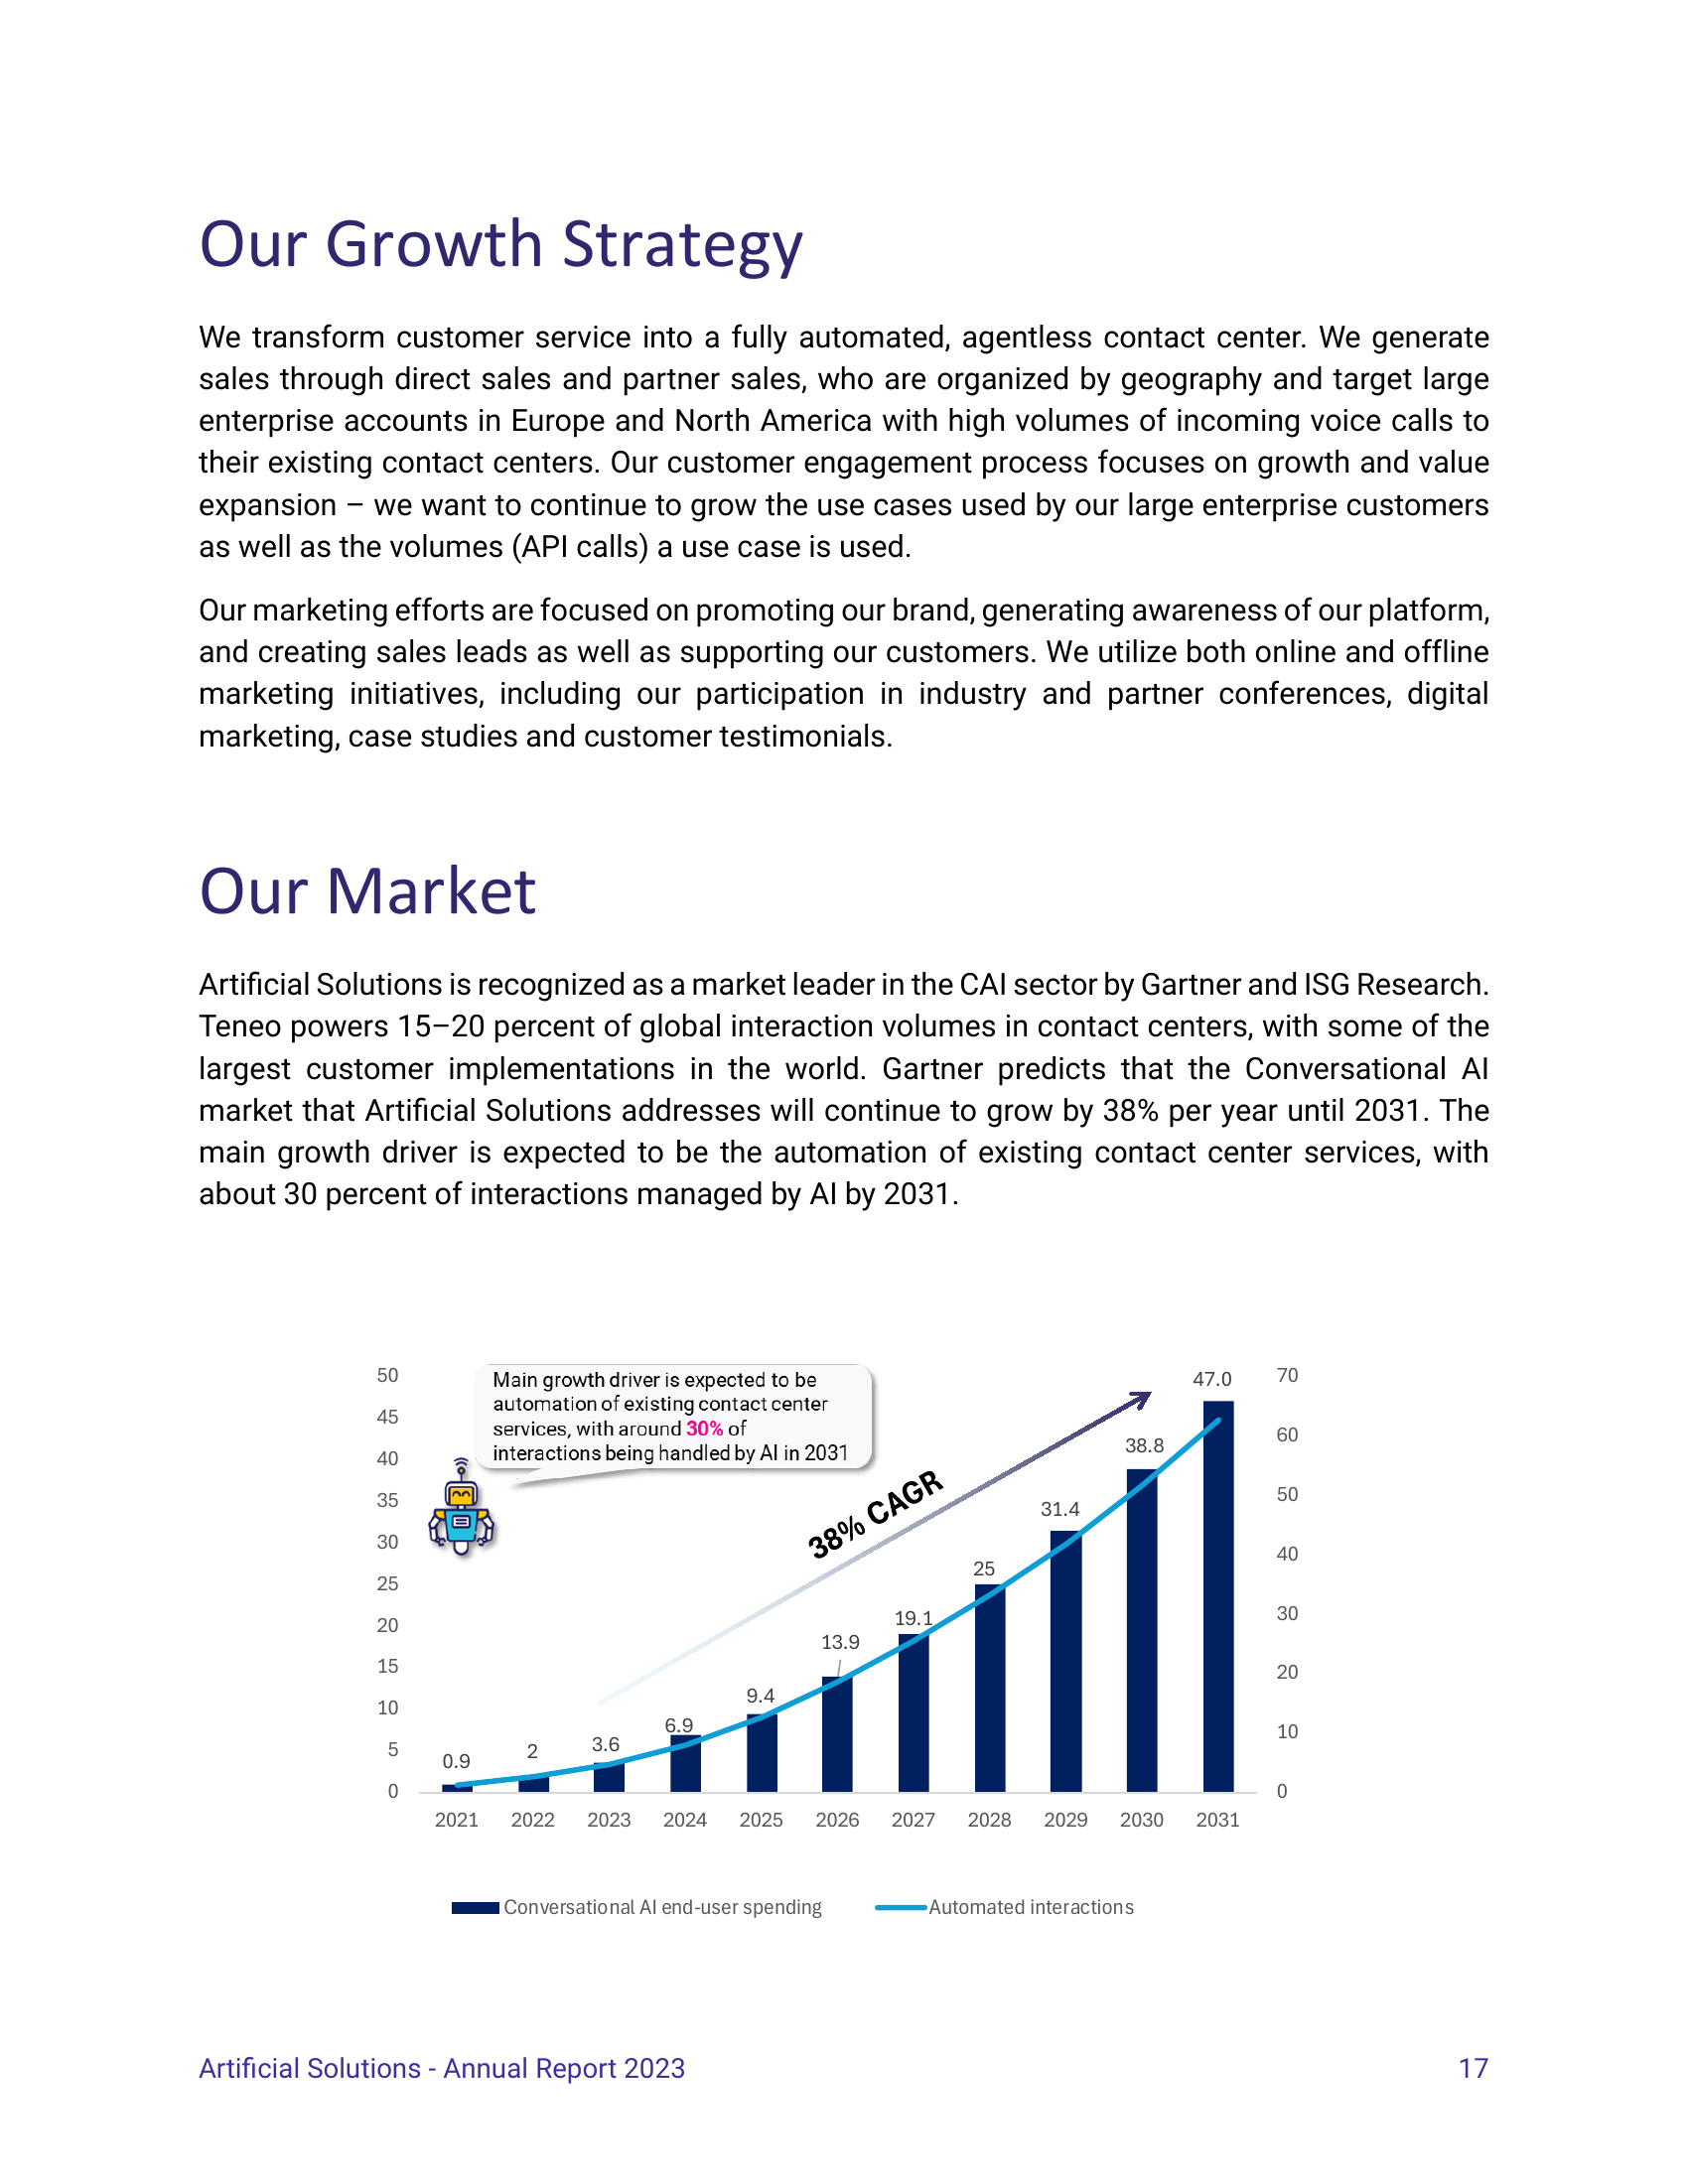 Our Growth Strategy
We transform customer service into a fully automated, agentless contact center. We generate
sales through direct sales and partner sales, who are organized by geography and target large
enterprise accounts in Europe and North America with high volumes of incoming voice calls to
their existing contact centers. Our customer engagement process focuses on growth and value
expansion – we want to continue to grow the use cases used by our large enterprise customers
as well as the volumes (API calls) a use case is used.
Our marketing efforts are focused on promoting our brand, generating awareness of our platform,
and creating sales leads as well as supporting our customers. We utilize both online and offline
marketing initiatives, including our participation in industry and partner conferences, digital
marketing, case studies and customer testimonials.
Our Market
Artificial Solutions is recognized as a market leader in the CAI sector by Gartner and ISG Research.
Teneo powers 15–20 percent of global interaction volumes in contact centers, with some of the
largest customer implementations in the world. Gartner predicts that the Conversational AI
market that Artificial Solutions addresses will continue to grow by 38% per year until 2031. The
main growth driver is expected to be the automation of existing contact center services, with
about 30 percent of interactions managed by AI by 2031.
Main growth driver is expected to be
automation of existing contact center
services, with around 30% of
interactions being handled by AI in 2031
38% CAGR
50
45
40
35
30
25
20
15
10
5
0
0.9
2
3.6
6.9
9.4
13.9
19.1
25
31.4
38.8
47.0
70
60
50
40
30
20
10
0
2021 2022 2023 2024 2025 2026 2027 2028 2029 2030 2031
Conversational AI end-user spending Automated interactions
Artificial Solutions - Annual Report 2023 17